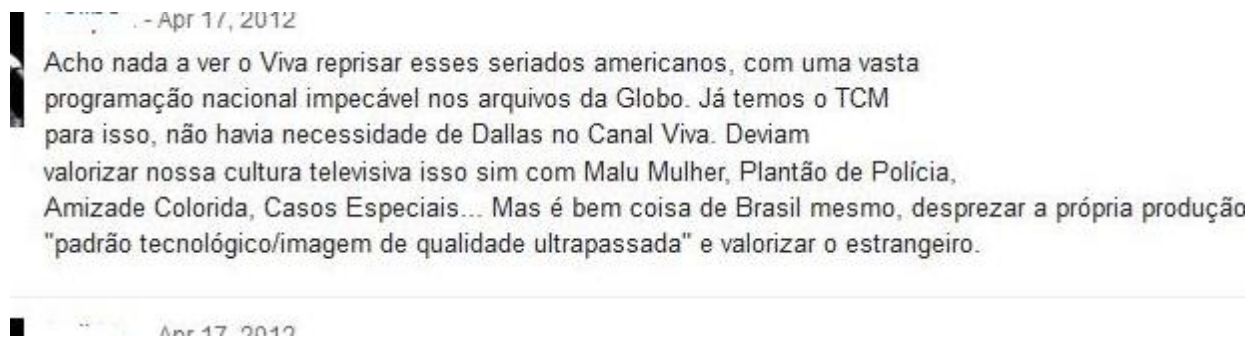 - Apr 17, 2012
Acho nada a ver o Viva reprisar esses seriados americanos, com uma vasta
programação nacional impecável nos arquivos da Globo. Já temos o TCM
para isso, não havia necessidade de Dallas no Canal Viva. Deviam
valorizar nossa cultura televisiva isso sim com Malu Mulher, Plantão de Polícia,
Amizade Colorida, Casos Especiais... Mas é bem coisa de Brasil mesmo, desprezar a própria produção
"padrão tecnológico/imagem de qualidade ultrapassada" e valorizar o estrangeiro.
Apr 17, 2012